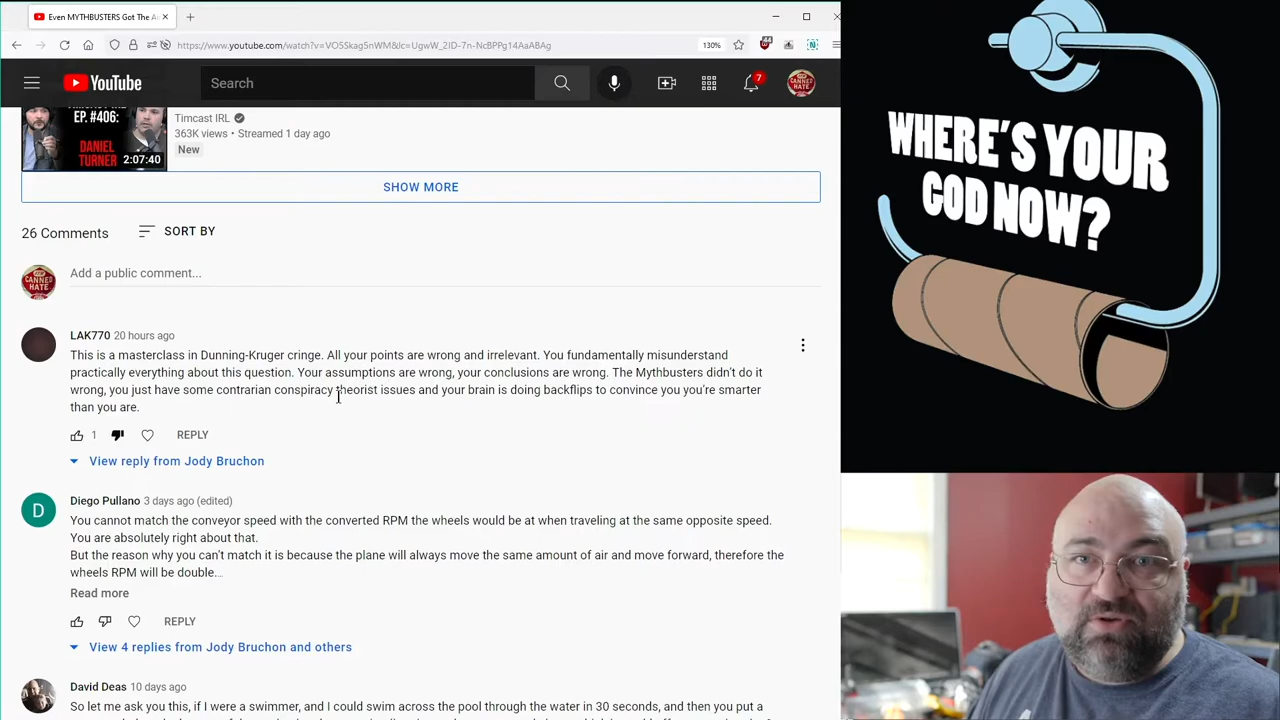 Even MYTHBUSTERS Got The A
https://www.youtube.com/watch?v=VO5Skag5nWM&lc=UgwW_2ID-7n-NcBPPg14AaABAg
130%
YouTube
Search
7
CANNED HATE
EP. #406:
DANIEL
TURNER
2:07:40
Timcast IRL
363K views • Streamed 1 day ago
New
SHOW MORE
26 Comments
SORT BY
CANNED HATE
Add a public comment...
LAK770 20 hours ago
This is a masterclass in Dunning-Kruger cringe. All your points are wrong and irrelevant. You fundamentally misunderstand
practically everything about this question. Your assumptions are wrong, your conclusions are wrong. The Mythbusters didn't do it
wrong, you just have some contrarian conspiracy theorist issues and your brain is doing backflips to convince you you're smarter
than you are.
1
REPLY
View reply from Jody Bruchon
D
Diego Pullano 3 days ago (edited)
You cannot match the conveyor speed with the converted RPM the wheels would be at when traveling at the same opposite speed.
You are absolutely right about that.
But the reason why you can't match it is because the plane will always move the same amount of air and move forward, therefore the
wheels RPM will be double...
Read more
REPLY
View 4 replies from Jody Bruchon and others
David Deas 10 days ago
So let me ask you this, if I were a swimmer, and I could swim across the pool through the water in 30 seconds, and then you put a
WHERE'S YOUR
GOD NOW?